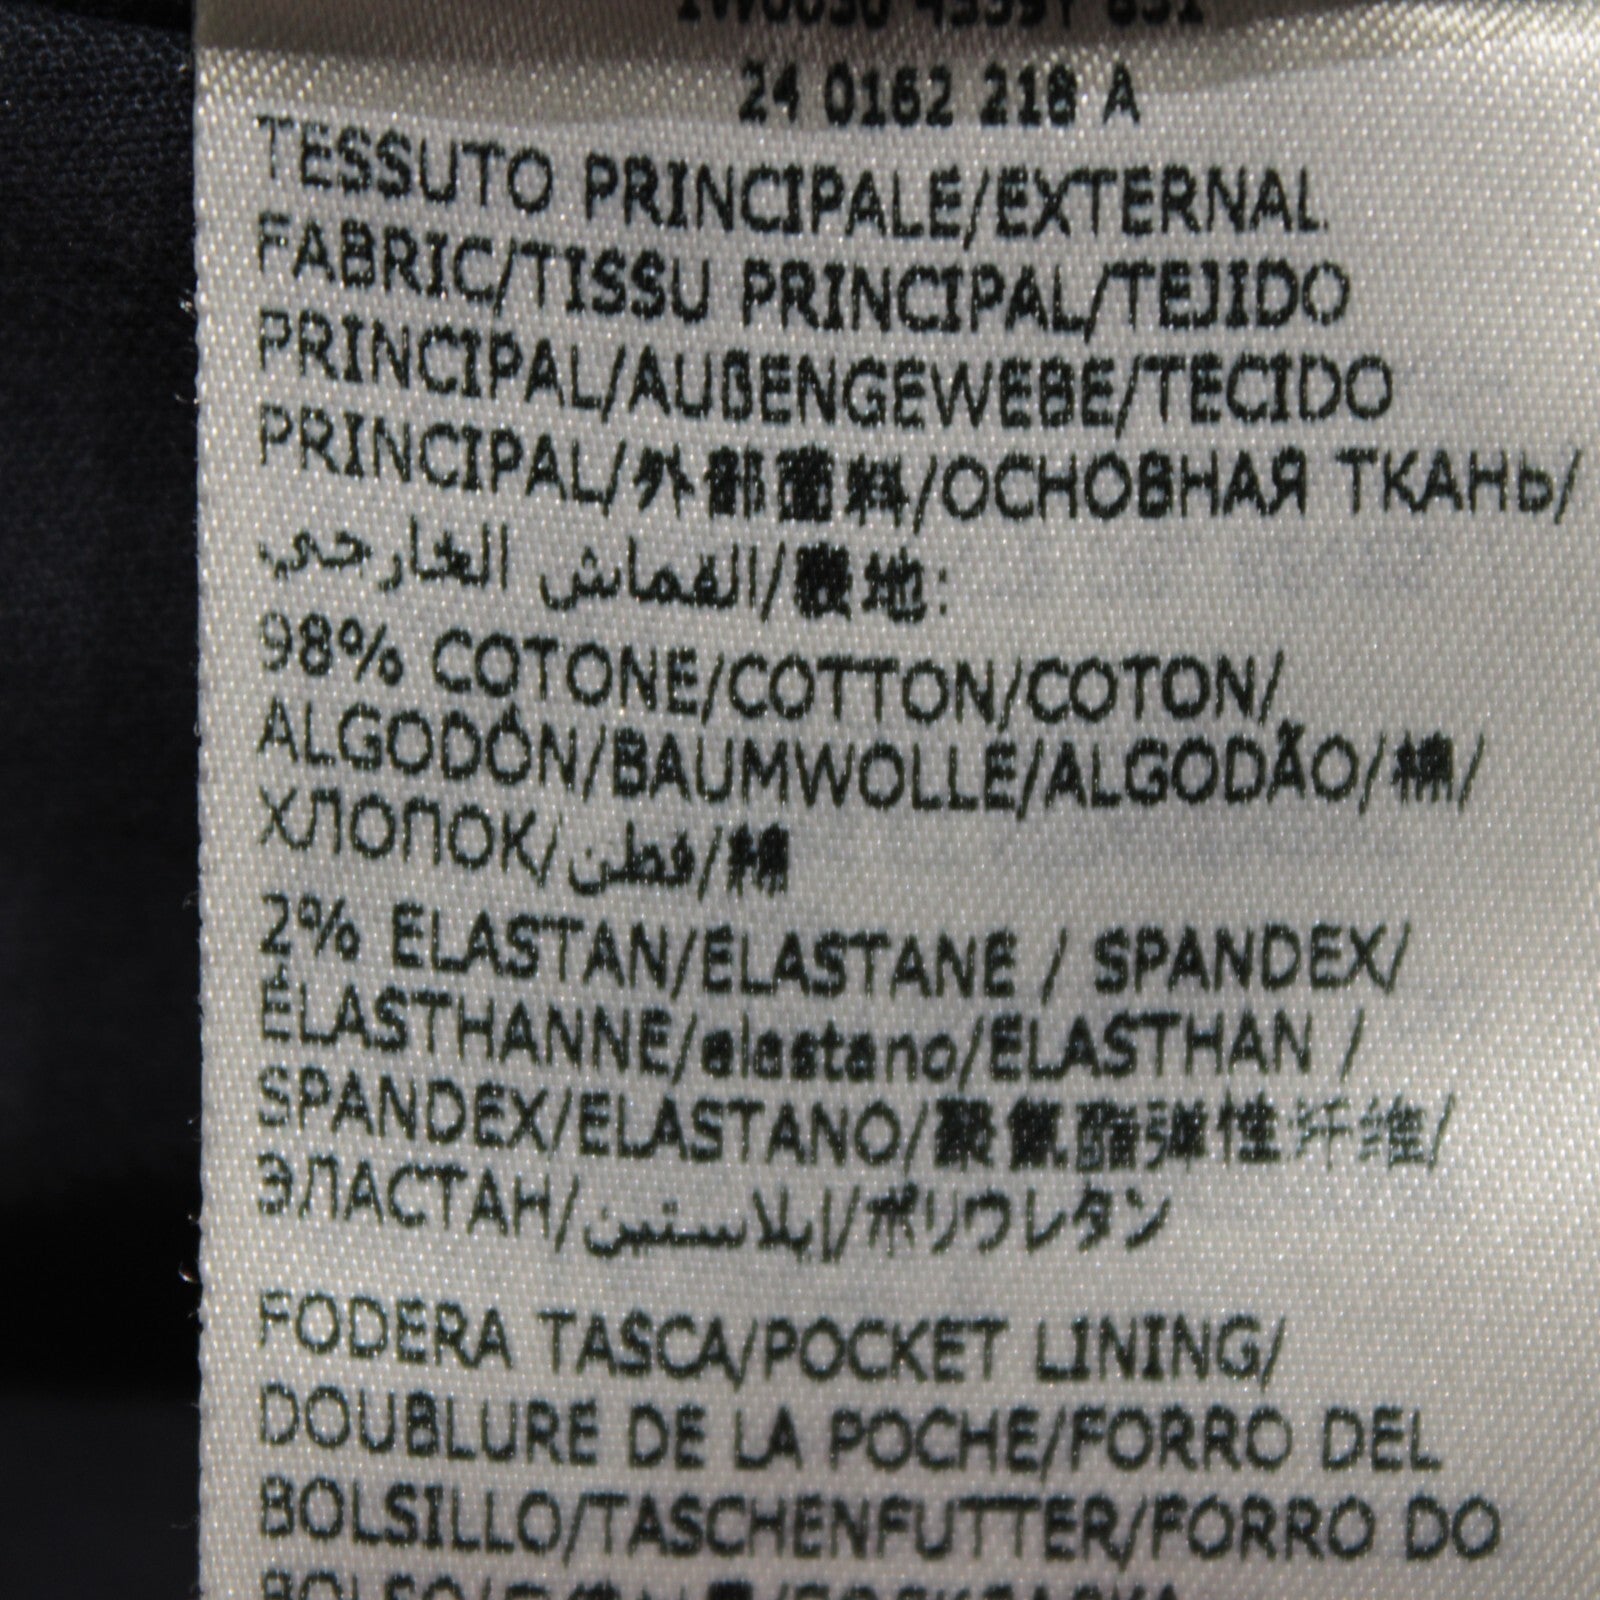 24 0162 218 A
TESSUTO PRINCIPALE/EXTERNAL
FABRIC/TISSU PRINCIPAL/TEJIDO
PRINCIPAL/AUßENGEWEBE/TECIDO
PRINCIPAL/外部面料/ОСНОВНАЯ ТКАНЬ/
القماش الخارجي/表地:
98% COTONE/COTTON/COTON/
ALGODÓN/BAUMWOLLE/ALGODÃO/棉/
ХЛОПОК/قطن/綿
2% ELASTAN/ELASTANE / SPANDEX/
ÉLASTHANNE/elastano/ELASTHAN /
SPANDEX/ELASTANO/聚氨酯弹性纤维/
ЭЛАСТАН/إيلاستين/ポリウレタン
FODERA TASCA/POCKET LINING/
DOUBLURE DE LA POCHE/FORRO DEL
BOLSILLO/TASCHENFUTTER/FORRO DO